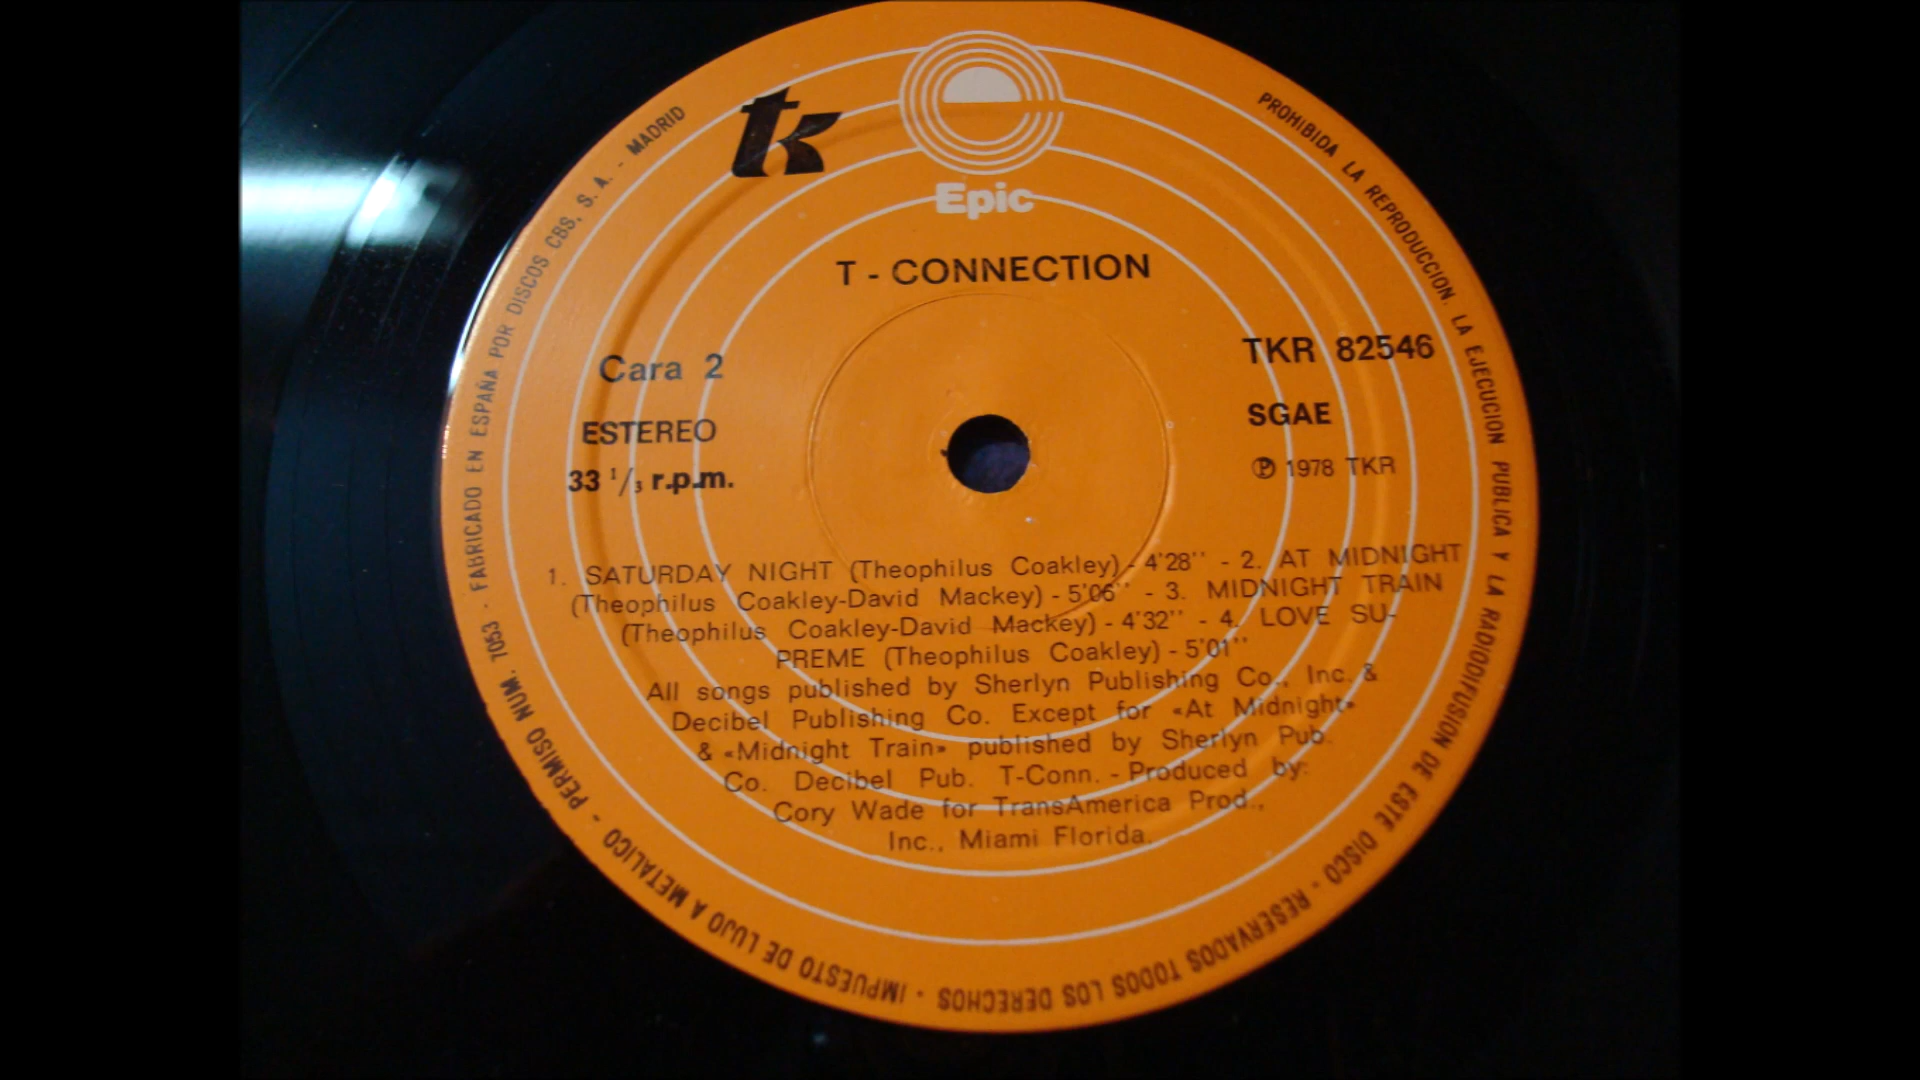 tk
Epic
T - CONNECTION
Cara 2
ESTEREO
33 1/3 r.p.m.
TKR 82546
SGAE
Ⓟ 1978 TKR
1. SATURDAY NIGHT (Theophilus Coakley) - 4'28'' - 2. AT MIDNIGHT
(Theophilus Coakley-David Mackey) - 5'06'' - 3. MIDNIGHT TRAIN
(Theophilus Coakley-David Mackey) - 4'32'' - 4. LOVE SU-
PREME (Theophilus Coakley) - 5'01''
All songs published by Sherlyn Publishing Co., Inc. &
Decibel Publishing Co. Except for «At Midnight»
& «Midnight Train» published by Sherlyn Pub.
Co. Decibel Pub. T-Conn. - Produced by:
Cory Wade for TransAmerica Prod.,
Inc., Miami Florida.
PROHIBIDA LA REPRODUCCION, LA EJECUCION PUBLICA Y LA RADIODIFUSION DE ESTE DISCO - RESERVADOS TODOS LOS DERECHOS - IMPUESTO DE LUJO A METALICO - PERMISO NUM. 7053 - FABRICADO EN ESPAÑA POR DISCOS CBS, S. A. - MADRID